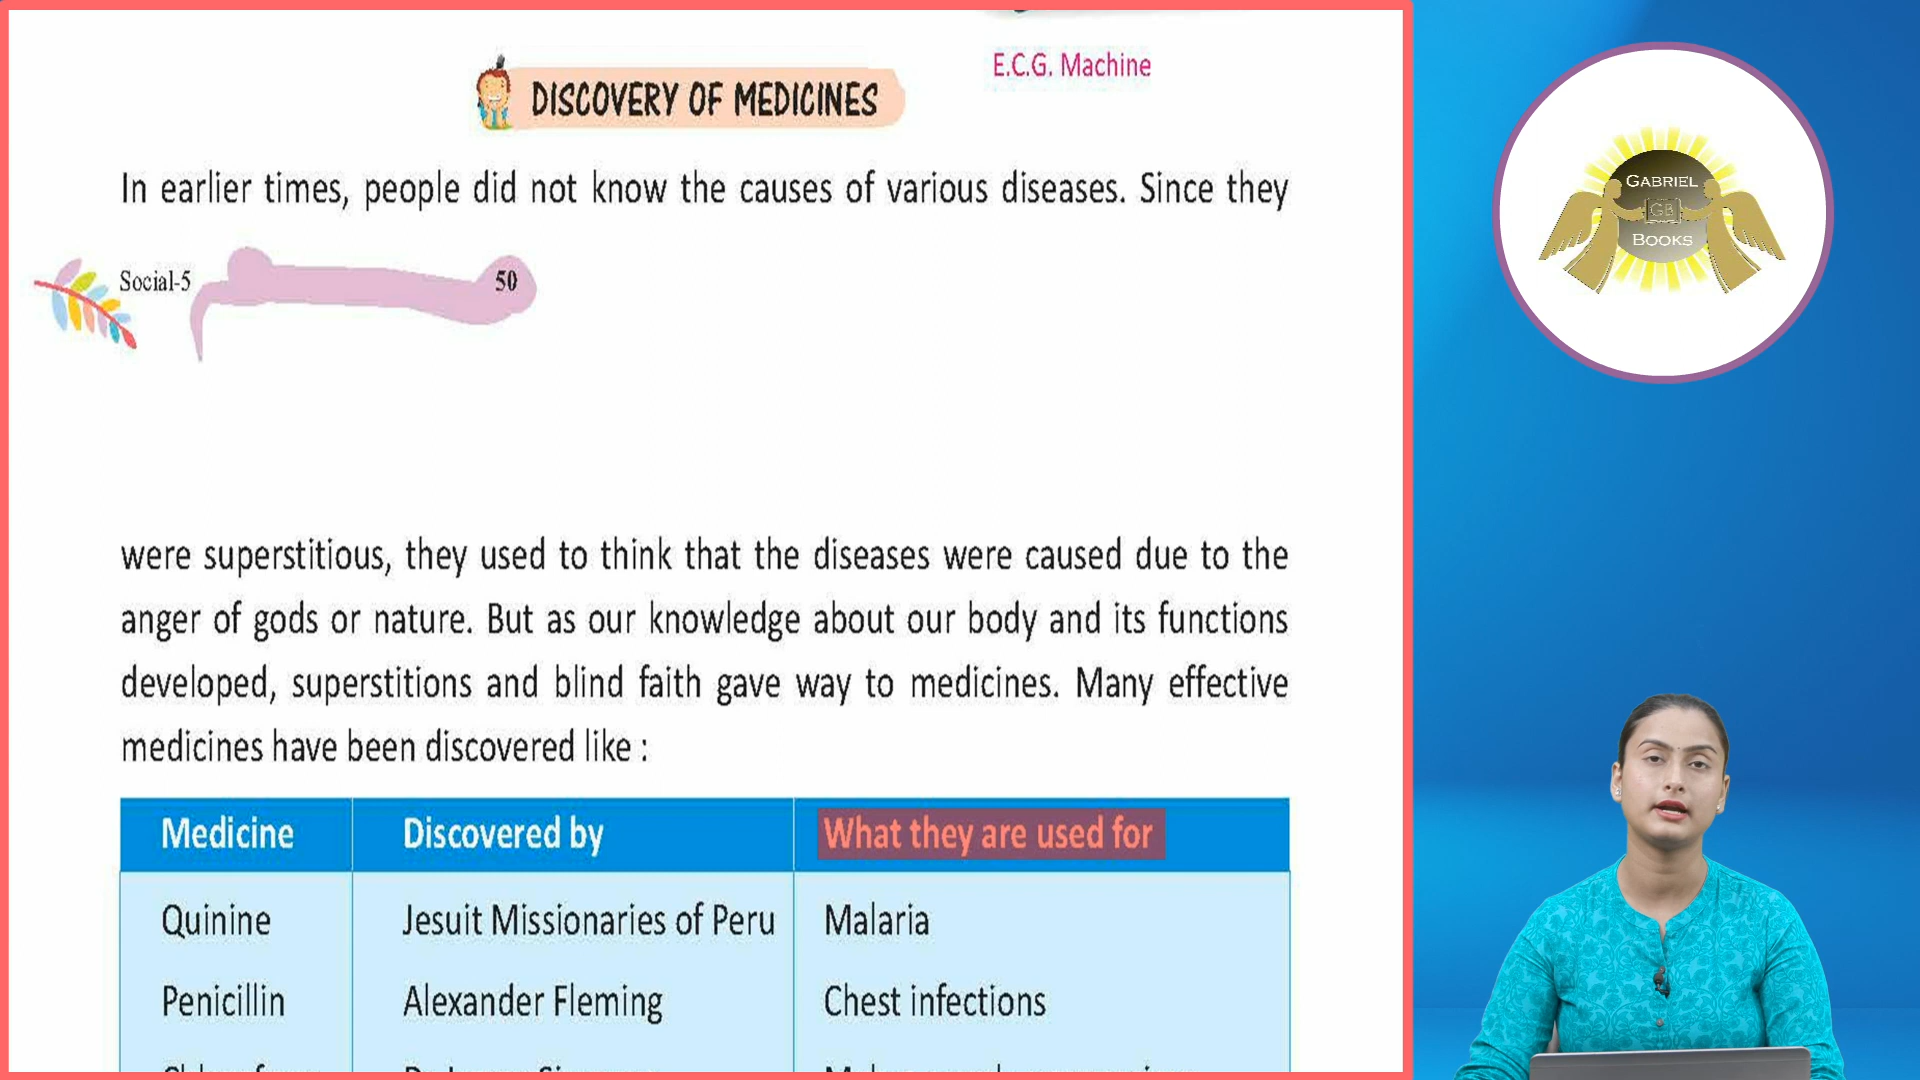 E.C.G. Machine
DISCOVERY OF MEDICINES
In earlier times, people did not know the causes of various diseases. Since they
Social-5
50
were superstitious, they used to think that the diseases were caused due to the
anger of gods or nature. But as our knowledge about our body and its functions
developed, superstitions and blind faith gave way to medicines. Many effective
medicines have been discovered like :
Medicine Discovered by What they are used for
Quinine Jesuit Missionaries of Peru Malaria
Penicillin Alexander Fleming Chest infections
GABRIEL
GB
BOOKS